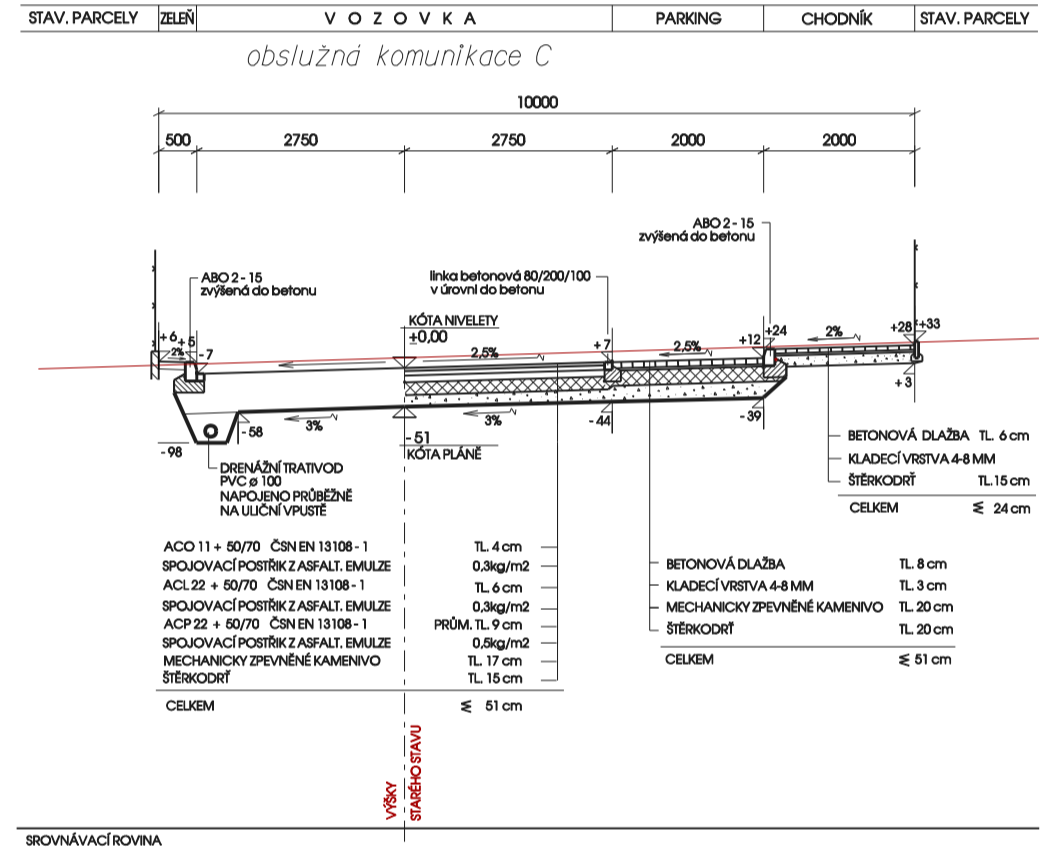 STAV. PARCELY ZELEŇ VOZOVKA PARKING CHODNÍK STAV. PARCELY
obslužná komunikace C
10000
500 2750 2750 2000 2000
ABO 2 - 15
zvýšená do betonu
ABO 2 - 15
zvýšená do betonu
linka betonová 80/200/100
v úrovni do betonu
KÓTA NIVELETY
±0,00
+6 +5 -7 2% 2,5% +7 2,5% +12 +24 2% +28 +33
+3
-98 -58 3% -51 3% -44 -39
KÓTA PLÁNĚ
DRENÁŽNÍ TRATIVOD
PVC ø 100
NAPOJENO PRŮBĚŽNĚ
NA ULIČNÍ VPUSTĚ
BETONOVÁ DLAŽBA TL. 6 cm
KLADECÍ VRSTVA 4-8 MM
ŠTĚRKODRŤ TL.15 cm
CELKEM ≶ 24 cm
ACO 11 + 50/70 ČSN EN 13108 - 1 TL. 4 cm
SPOJOVACÍ POSTŘIK Z ASFALT. EMULZE 0,3kg/m2
ACL 22 + 50/70 ČSN EN 13108 - 1 TL. 6 cm
SPOJOVACÍ POSTŘIK Z ASFALT. EMULZE 0,3kg/m2
ACP 22 + 50/70 ČSN EN 13108 - 1 PRŮM. TL. 9 cm
SPOJOVACÍ POSTŘIK Z ASFALT. EMULZE 0,5kg/m2
MECHANICKY ZPEVNĚNÉ KAMENIVO TL. 17 cm
ŠTĚRKODRŤ TL. 15 cm
CELKEM ≶ 51 cm
BETONOVÁ DLAŽBA TL. 8 cm
KLADECÍ VRSTVA 4-8 MM TL. 3 cm
MECHANICKY ZPEVNĚNÉ KAMENIVO TL. 20 cm
ŠTĚRKODRŤ TL. 20 cm
CELKEM ≶ 51 cm
VÝŠKY
STARÉHO STAVU
SROVNÁVACÍ ROVINA